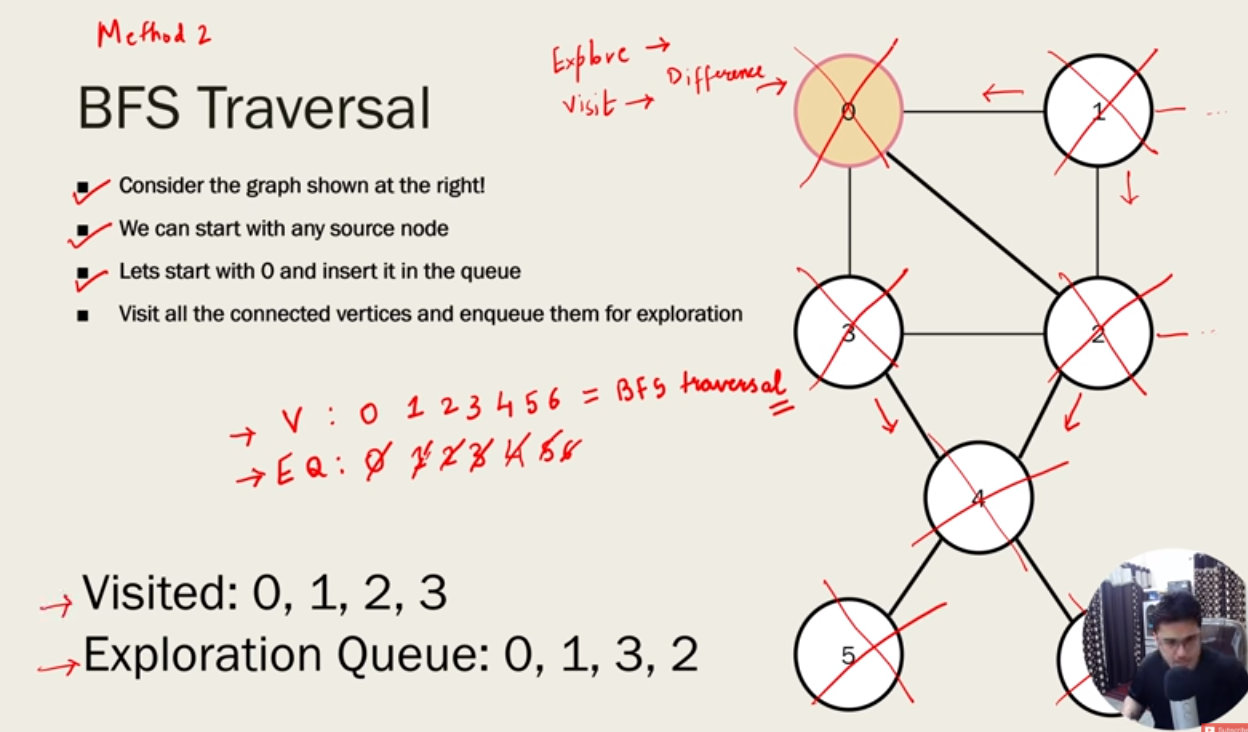 Method 2
BFS Traversal
Explore →
Visit →
Difference →
■ Consider the graph shown at the right!
■ We can start with any source node
■ Lets start with 0 and insert it in the queue
■ Visit all the connected vertices and enqueue them for exploration
→ V : 0 1 2 3 4 5 6 = BFS traversal
→ E Q : 0 1 2 3 4 5 6
→ Visited: 0, 1, 2, 3
→ Exploration Queue: 0, 1, 3, 2
0
1
3
2
4
5
Subscribe